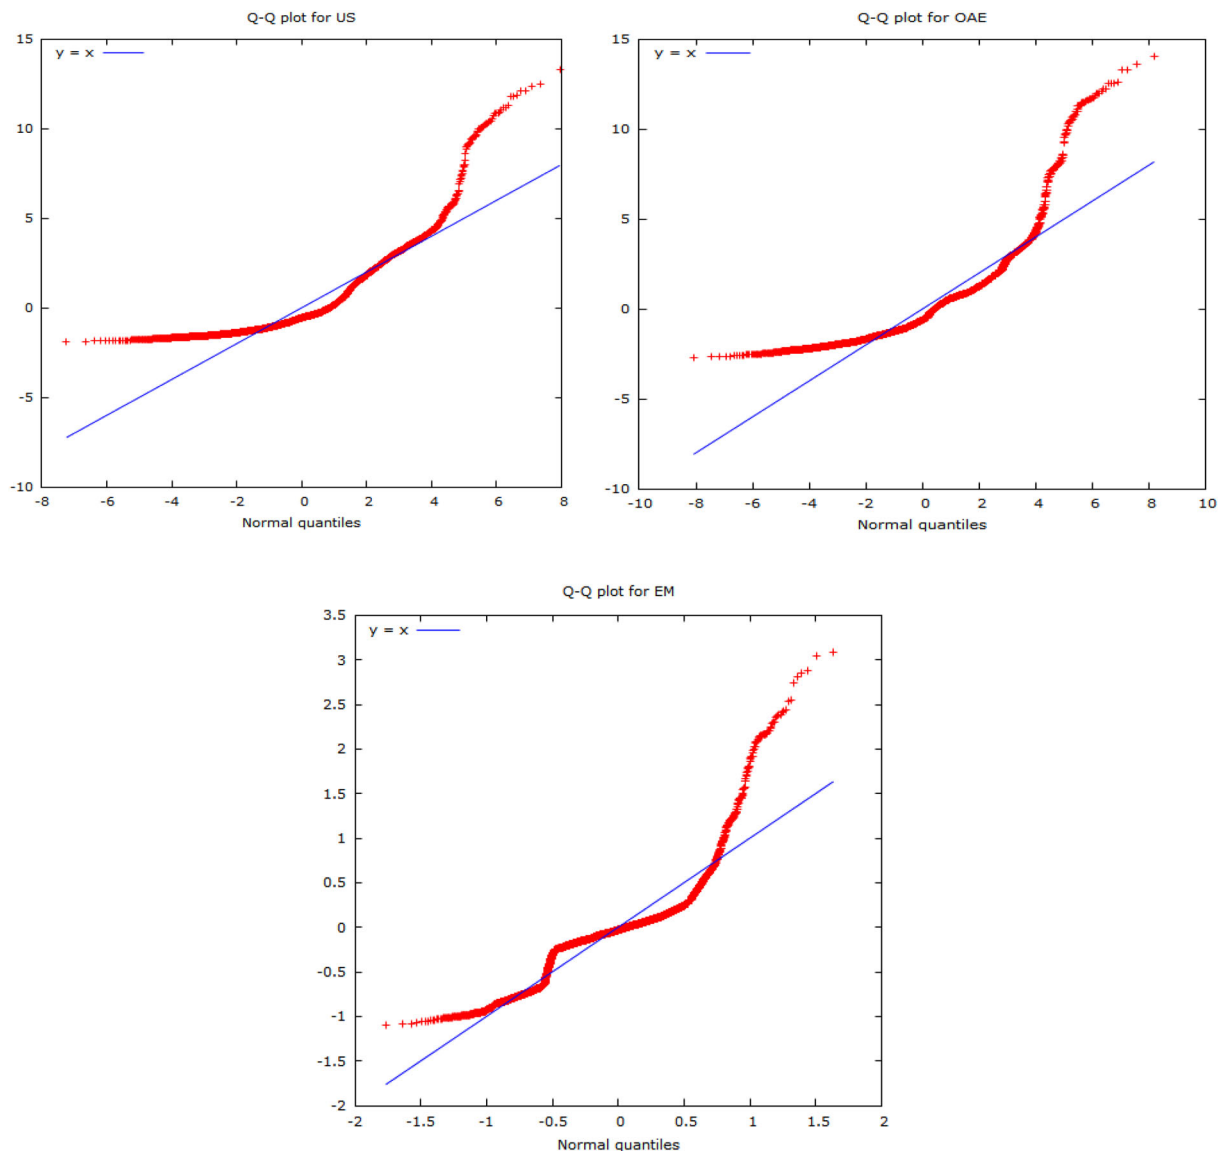 Q-Q plot for US
y = x
15
10
5
0
-5
-10
-8 -6 -4 -2 0 2 4 6 8
Normal quantiles
Q-Q plot for OAE
y = x
15
10
5
0
-5
-10
-10 -8 -6 -4 -2 0 2 4 6 8 10
Normal quantiles
Q-Q plot for EM
y = x
3.5
3
2.5
2
1.5
1
0.5
0
-0.5
-1
-1.5
-2
-2 -1.5 -1 -0.5 0 0.5 1 1.5 2
Normal quantiles